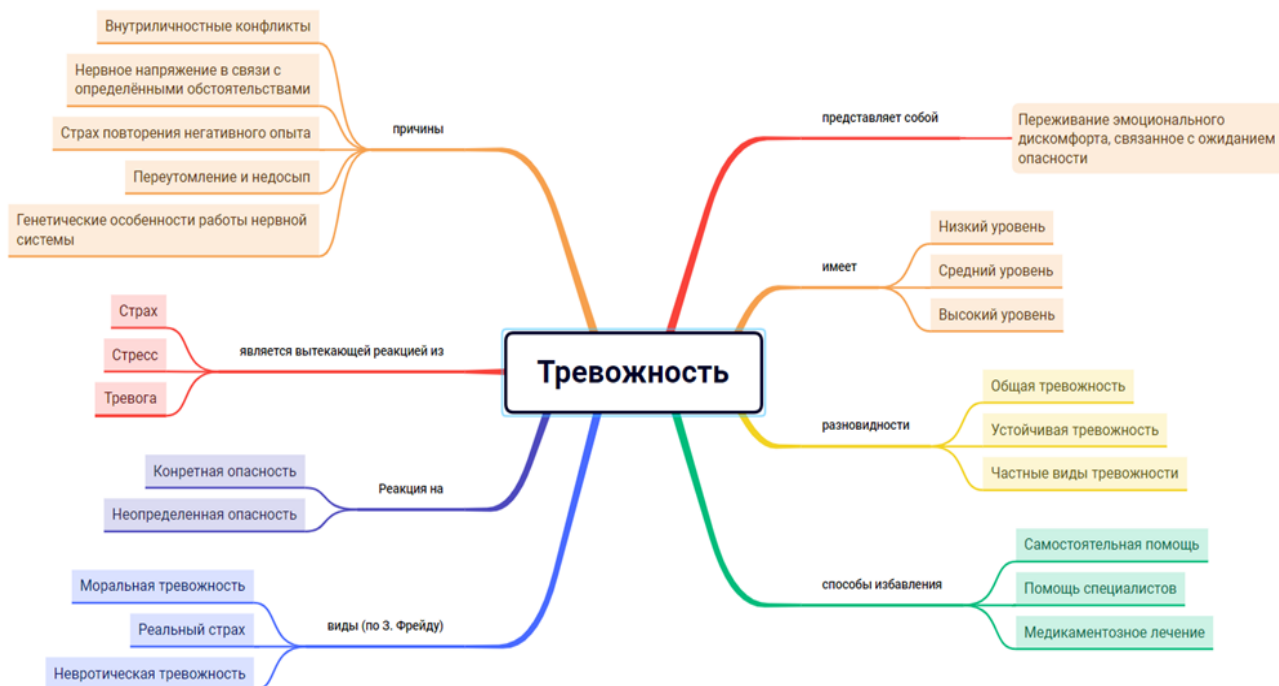 Внутриличностные конфликты
Нервное напряжение в связи с
определёнными обстоятельствами
Страх повторения негативного опыта
Переутомление и недосып
Генетические особенности работы нервной
системы
причины
Страх
Стресс
Тревога
является вытекающей реакцией из
Конретная опасность
Неопределенная опасность
Реакция на
Моральная тревожность
Реальный страх
Невротическая тревожность
виды (по З. Фрейду)
Тревожность
представляет собой
Переживание эмоционального
дискомфорта, связанное с ожиданием
опасности
имеет
Низкий уровень
Средний уровень
Высокий уровень
разновидности
Общая тревожность
Устойчивая тревожность
Частные виды тревожности
способы избавления
Самостоятельная помощь
Помощь специалистов
Медикаментозное лечение